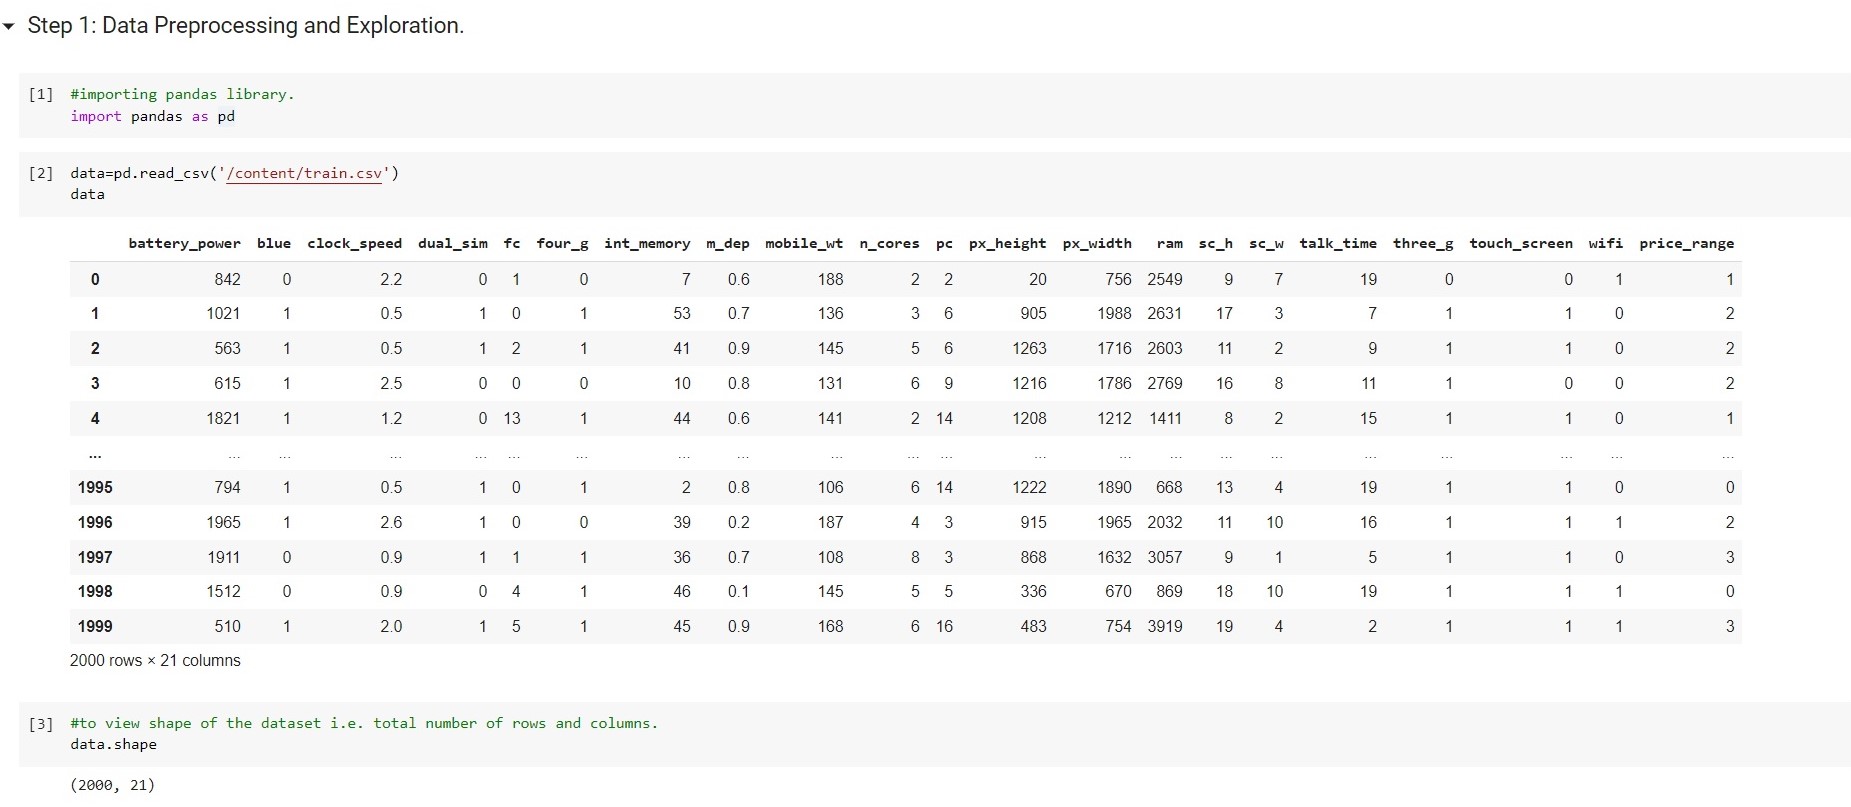 Step 1: Data Preprocessing and Exploration.
[1] #importing pandas library.
import pandas as pd
[2] data=pd.read_csv('/content/train.csv')
data
battery_power blue clock_speed dual_sim fc four_g int_memory m_dep mobile_wt n_cores pc px_height px_width ram sc_h sc_w talk_time three_g touch_screen wifi price_range
0 842 0 2.2 0 1 0 7 0.6 188 2 2 20 756 2549 9 7 19 0 0 1 1
1 1021 1 0.5 1 0 1 53 0.7 136 3 6 905 1988 2631 17 3 7 1 1 0 2
2 563 1 0.5 1 2 1 41 0.9 145 5 6 1263 1716 2603 11 2 9 1 1 0 2
3 615 1 2.5 0 0 0 10 0.8 131 6 9 1216 1786 2769 16 8 11 1 0 0 2
4 1821 1 1.2 0 13 1 44 0.6 141 2 14 1208 1212 1411 8 2 15 1 1 0 1
... ... ... ... ... ... ... ... ... ... ... ... ... ... ... ... ... ... ... ... ... ...
1995 794 1 0.5 1 0 1 2 0.8 106 6 14 1222 1890 668 13 4 19 1 1 0 0
1996 1965 1 2.6 1 0 0 39 0.2 187 4 3 915 1965 2032 11 10 16 1 1 1 2
1997 1911 0 0.9 1 1 1 36 0.7 108 8 3 868 1632 3057 9 1 5 1 1 0 3
1998 1512 0 0.9 0 4 1 46 0.1 145 5 5 336 670 869 18 10 19 1 1 1 0
1999 510 1 2.0 1 5 1 45 0.9 168 6 16 483 754 3919 19 4 2 1 1 1 3
2000 rows × 21 columns
[3] #to view shape of the dataset i.e. total number of rows and columns.
data.shape
(2000, 21)